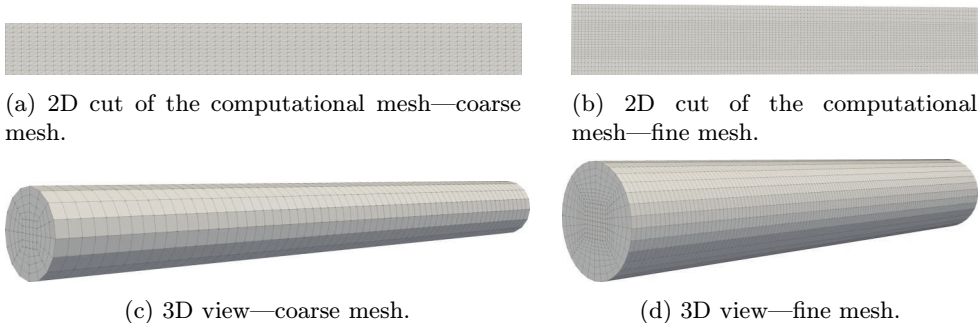 (a) 2D cut of the computational mesh—coarse
mesh.
(b) 2D cut of the computational
mesh—fine mesh.
(c) 3D view—coarse mesh.
(d) 3D view—fine mesh.